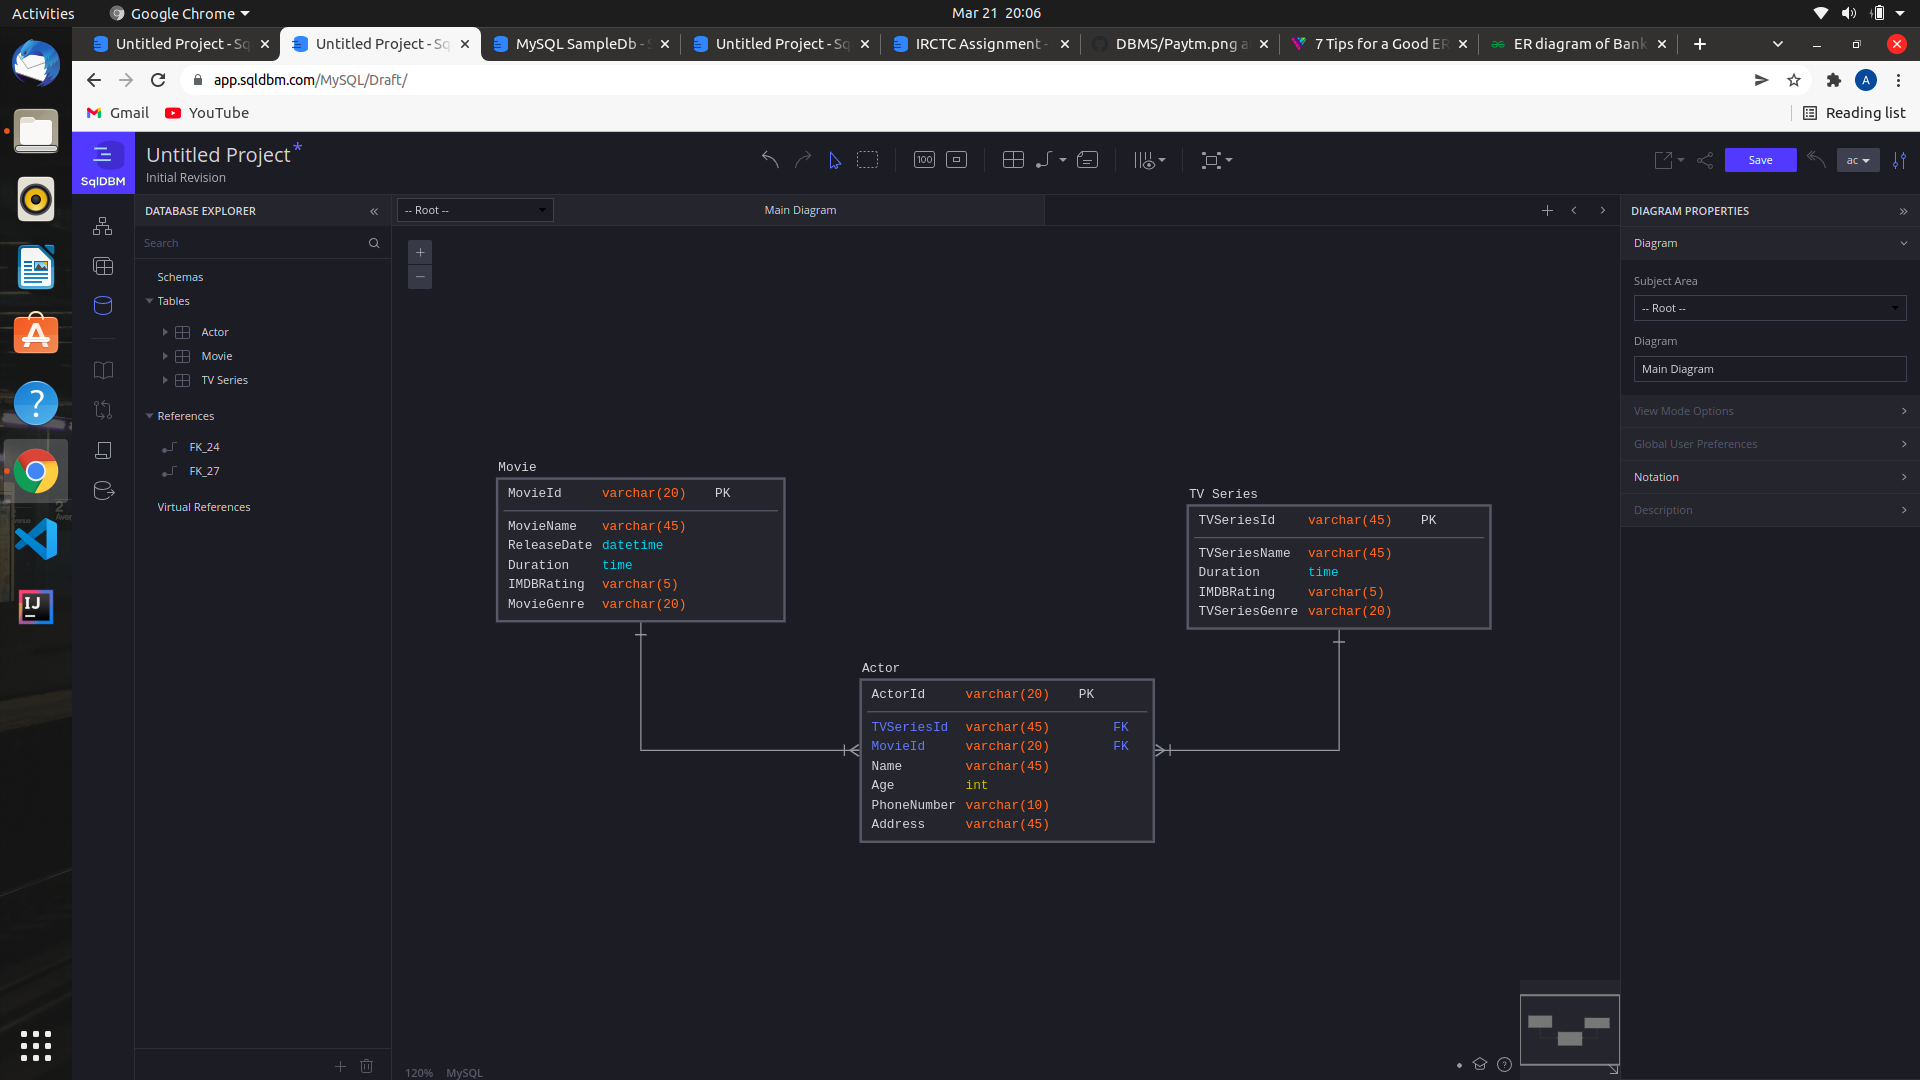 Activities
Google Chrome
Mar 21 20:06
Untitled Project - Sq
Untitled Project - Sq
MySQL SampleDb - S
Untitled Project - Sq
IRCTC Assignment -
DBMS/Paytm.png a
7 Tips for a Good ER
ER diagram of Bank
app.sqldbm.com/MySQL/Draft/
A
Gmail
YouTube
Reading list
SqlDBM
Untitled Project*
Initial Revision
100
Save
ac
DATABASE EXPLORER
-- Root --
Main Diagram
DIAGRAM PROPERTIES
Search
Schemas
Tables
Actor
Movie
TV Series
References
FK_24
FK_27
Virtual References
Diagram
Subject Area
-- Root --
Diagram
Main Diagram
View Mode Options
Global User Preferences
Notation
Description
Movie
MovieId varchar(20) PK
MovieName varchar(45)
ReleaseDate datetime
Duration time
IMDBRating varchar(5)
MovieGenre varchar(20)
TV Series
TVSeriesId varchar(45) PK
TVSeriesName varchar(45)
Duration time
IMDBRating varchar(5)
TVSeriesGenre varchar(20)
Actor
ActorId varchar(20) PK
TVSeriesId varchar(45) FK
MovieId varchar(20) FK
Name varchar(45)
Age int
PhoneNumber varchar(10)
Address varchar(45)
120% MySQL
IJ